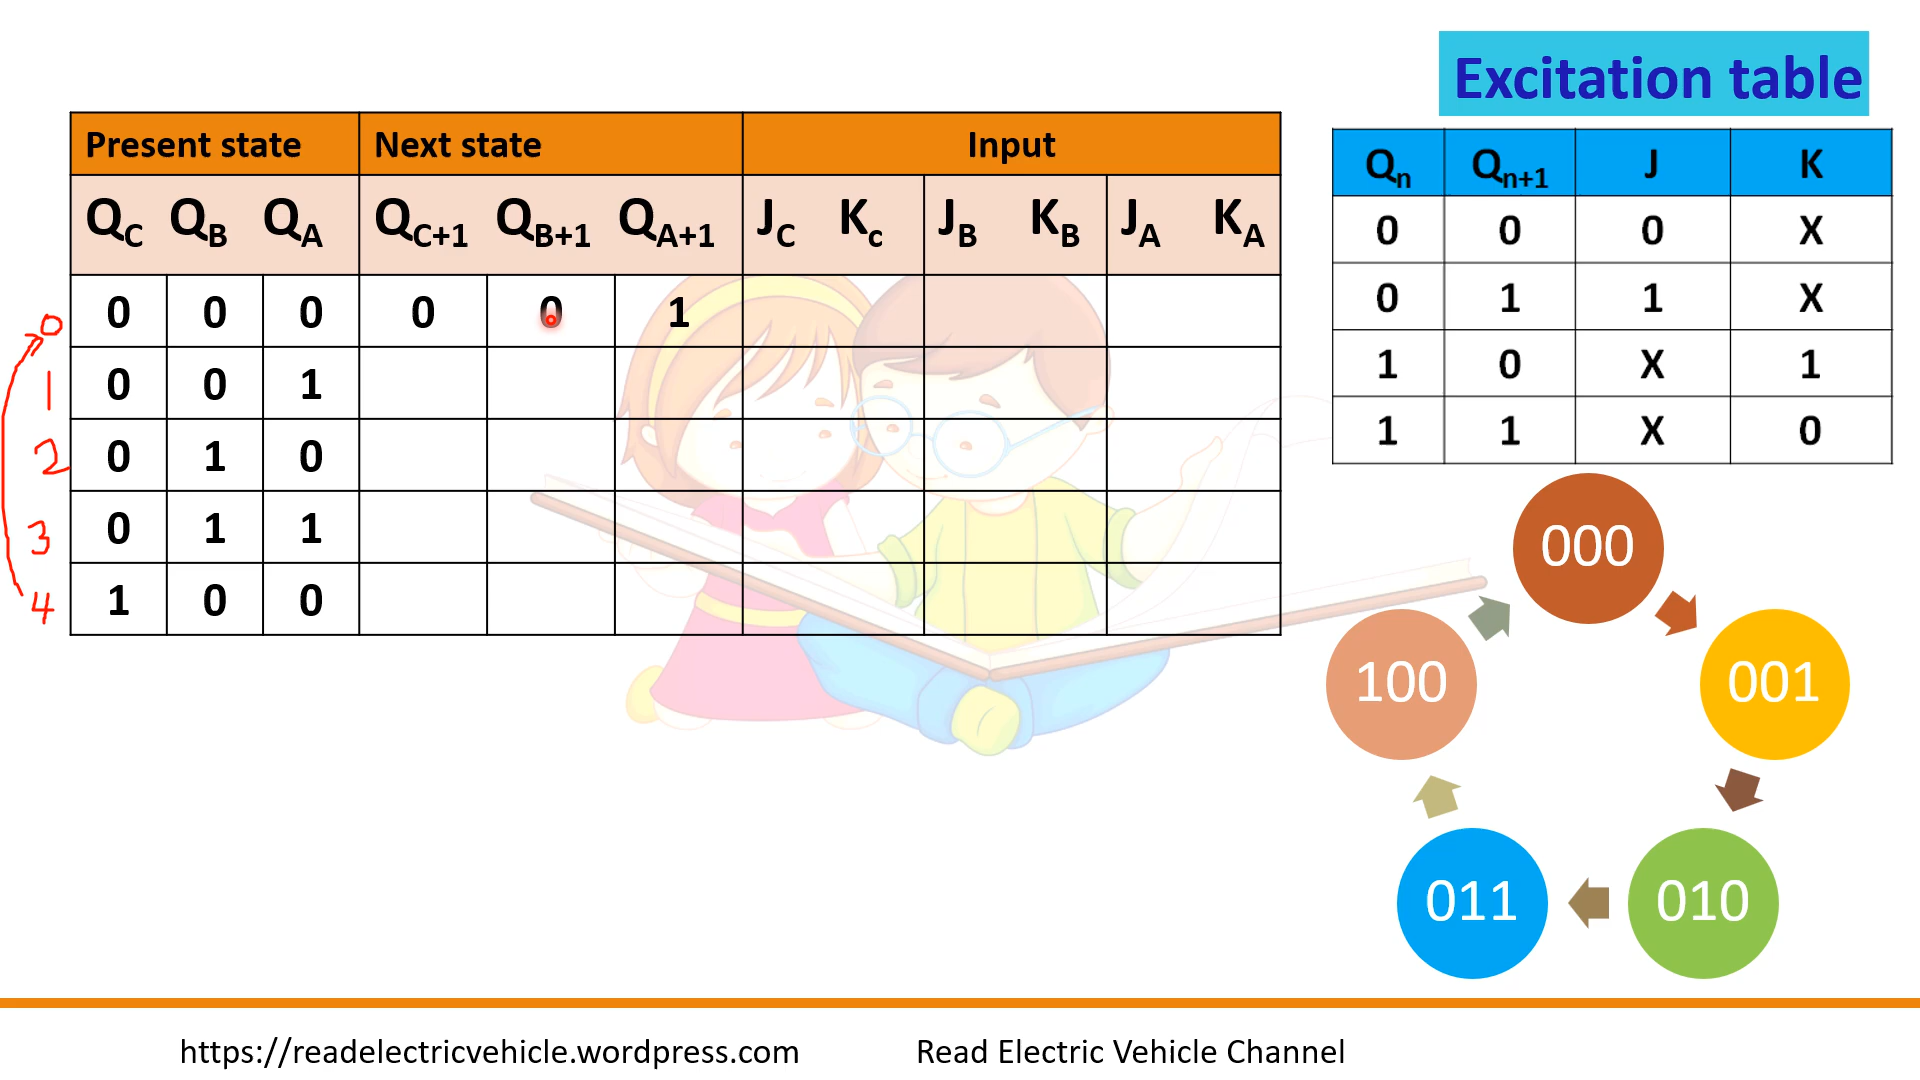 Excitation table
Present state Next state Input
QC QB QA QC+1 QB+1 QA+1 JC Kc JB KB JA KA
0 0 0 0 0 0 1
1 0 0 1
2 0 1 0
3 0 1 1
4 1 0 0
Qn Qn+1 J K
0 0 0 X
0 1 1 X
1 0 X 1
1 1 X 0
000
001
010
011
100
https://readelectricvehicle.wordpress.com Read Electric Vehicle Channel